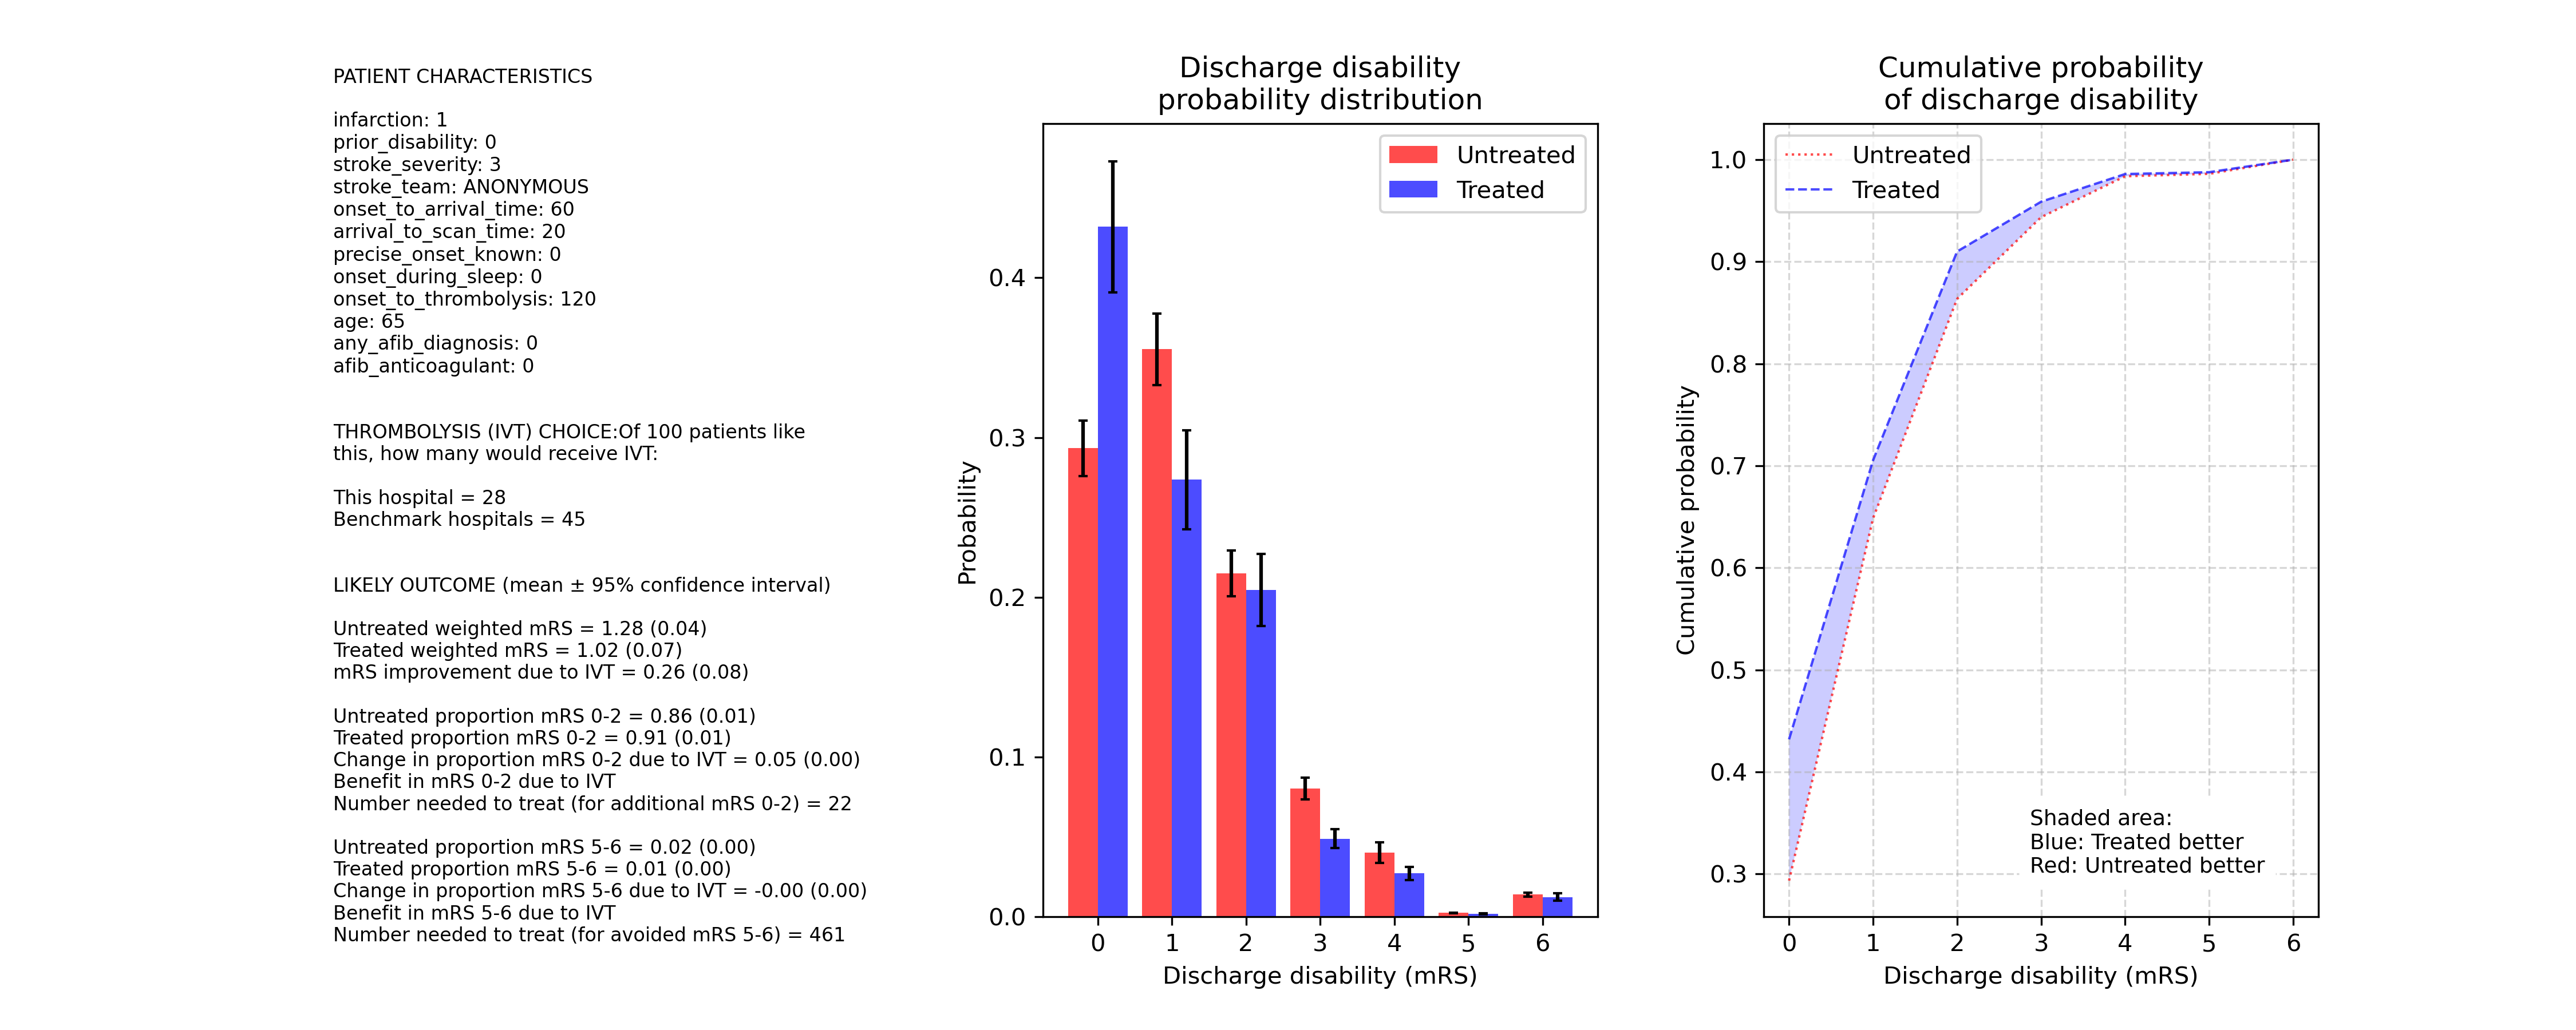 PATIENT CHARACTERISTICS
infarction: 1
prior_disability: 0
stroke_severity: 3
stroke_team: ANONYMOUS
onset_to_arrival_time: 60
arrival_to_scan_time: 20
precise_onset_known: 0
onset_during_sleep: 0
onset_to_thrombolysis: 120
age: 65
any_afib_diagnosis: 0
afib_anticoagulant: 0
THROMBOLYSIS (IVT) CHOICE:Of 100 patients like
this, how many would receive IVT:
This hospital = 28
Benchmark hospitals = 45
LIKELY OUTCOME (mean ± 95% confidence interval)
Untreated weighted mRS = 1.28 (0.04)
Treated weighted mRS = 1.02 (0.07)
mRS improvement due to IVT = 0.26 (0.08)
Untreated proportion mRS 0-2 = 0.86 (0.01)
Treated proportion mRS 0-2 = 0.91 (0.01)
Change in proportion mRS 0-2 due to IVT = 0.05 (0.00)
Benefit in mRS 0-2 due to IVT
Number needed to treat (for additional mRS 0-2) = 22
Untreated proportion mRS 5-6 = 0.02 (0.00)
Treated proportion mRS 5-6 = 0.01 (0.00)
Change in proportion mRS 5-6 due to IVT = -0.00 (0.00)
Benefit in mRS 5-6 due to IVT
Number needed to treat (for avoided mRS 5-6) = 461
Discharge disability
probability distribution
Untreated
Treated
Probability
0.4
0.3
0.2
0.1
0.0
0 1 2 3 4 5 6
Discharge disability (mRS)
Cumulative probability
of discharge disability
Untreated
Treated
Cumulative probability
1.0
0.9
0.8
0.7
0.6
0.5
0.4
0.3
Shaded area:
Blue: Treated better
Red: Untreated better
0 1 2 3 4 5 6
Discharge disability (mRS)